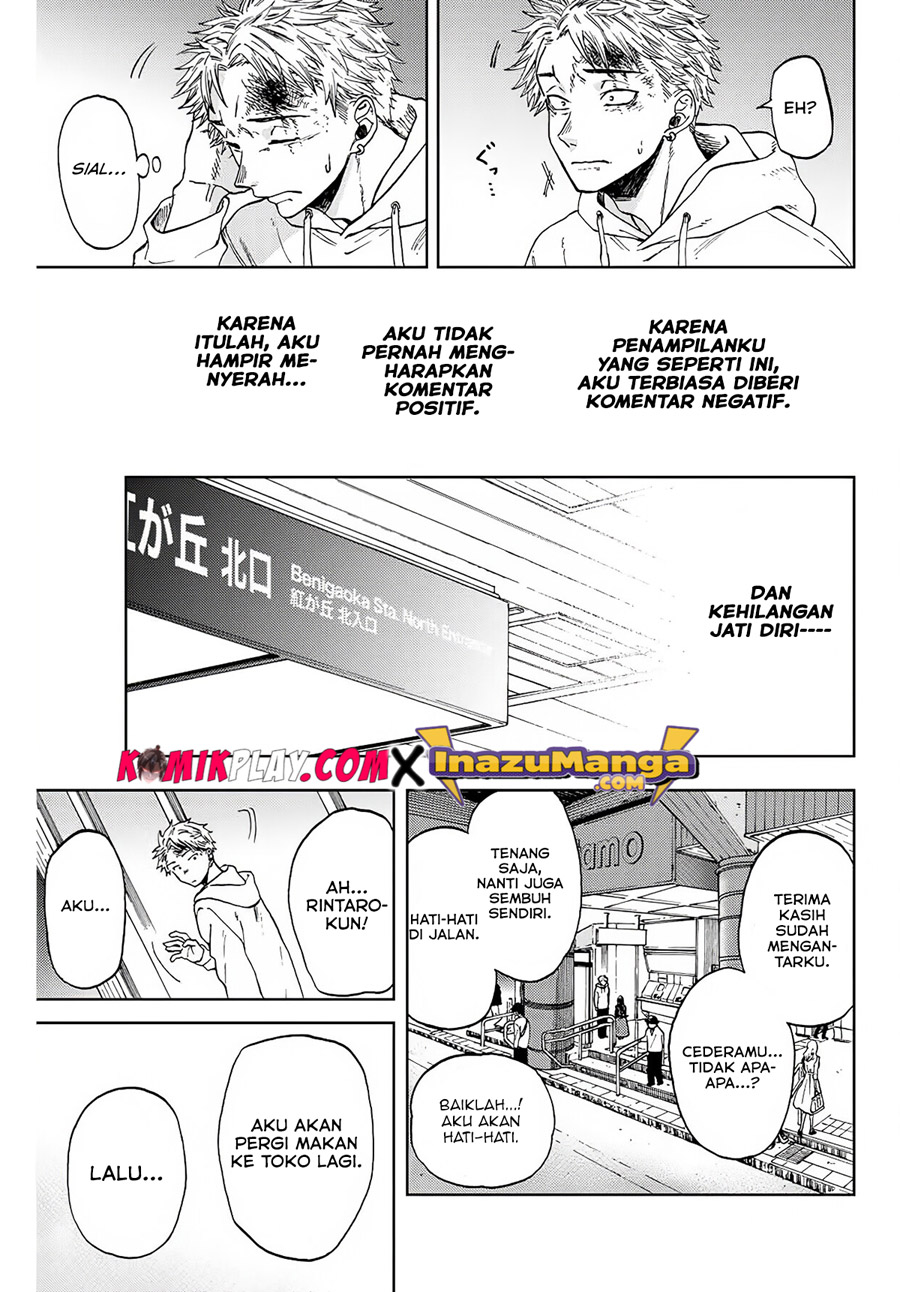 EH?
ぐっ
SIAL...
KARENA
PENAMPILANKU
YANG SEPERTI INI,
AKU TERBIASA DIBERI
KOMENTAR NEGATIF.
AKU TIDAK
PERNAH MENG-
HARAPKAN
KOMENTAR
POSITIF.
KARENA
ITULAH, AKU
HAMPIR ME-
NYERAH...
紅が丘 北口
Benigaoka Sta. North Entrance
紅が丘 北入口
DAN
KEHILANGAN
JATI DIRI----
KOMIKPLAY.COM X InazuManga.COM
TERIMA
KASIH
SUDAH
MENGAN-
TARKU.
CEDERAMU...
TIDAK APA-
APA...?
TENANG
SAJA,
NANTI JUGA
SEMBUH
SENDIRI.
HATI-HATI
DI JALAN.
BAIKLAH...!
AKU AKAN
HATI-HATI.
AH...
RINTARO-
KUN!
AKU...
AKU AKAN
PERGI MAKAN
KE TOKO LAGI.
LALU...